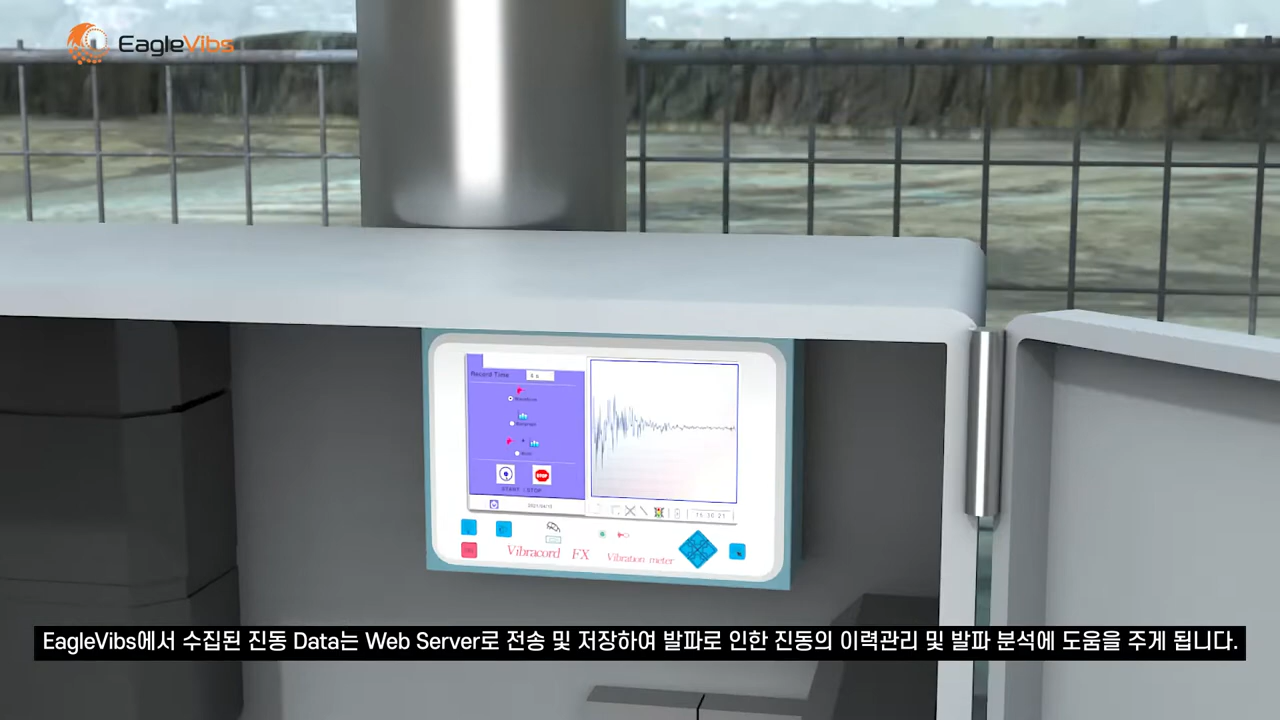 EagleVibs
Record Time
START
STOP
Vibracord FX
Vibration meter
EagleVibs에서 수집된 진동 Data는 Web Server로 전송 및 저장하여 발파로 인한 진동의 이력관리 및 발파 분석에 도움을 주게 됩니다.